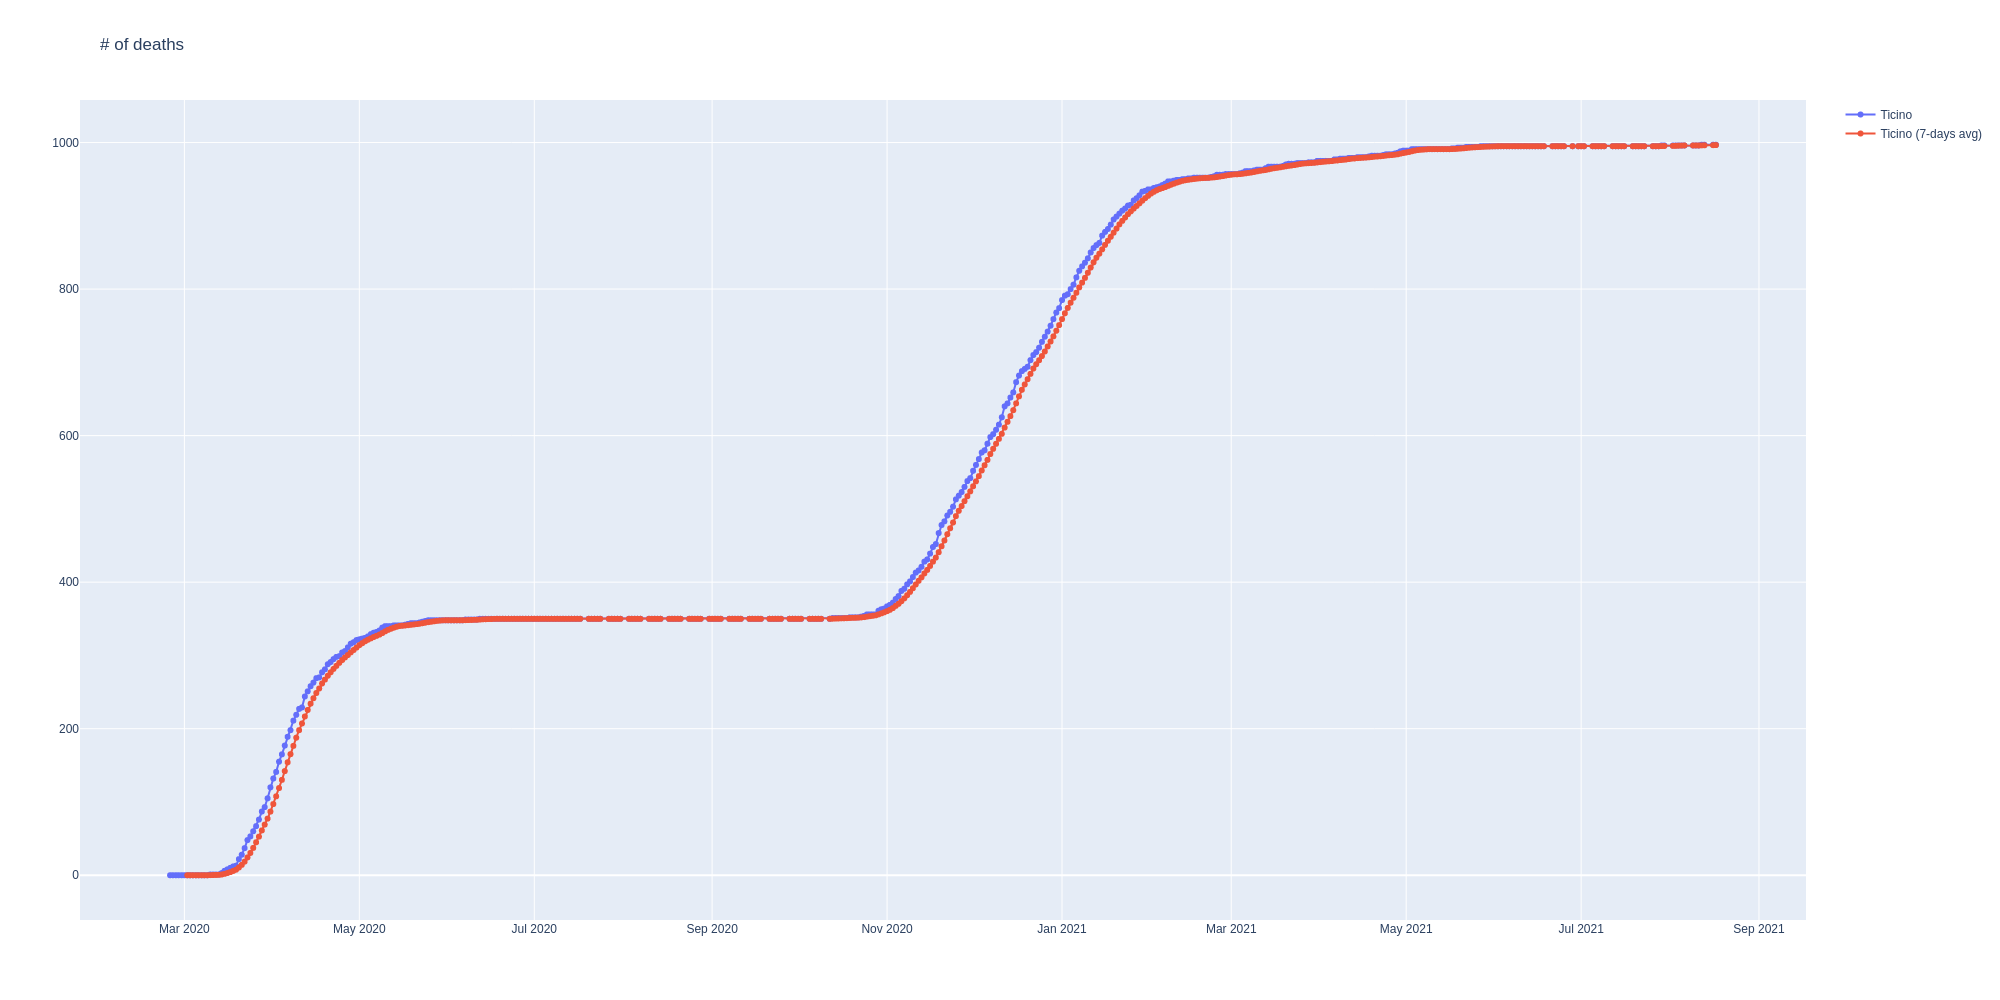 # of deaths
Ticino
Ticino (7-days avg)
1000
800
600
400
200
0
Mar 2020
May 2020
Jul 2020
Sep 2020
Nov 2020
Jan 2021
Mar 2021
May 2021
Jul 2021
Sep 2021